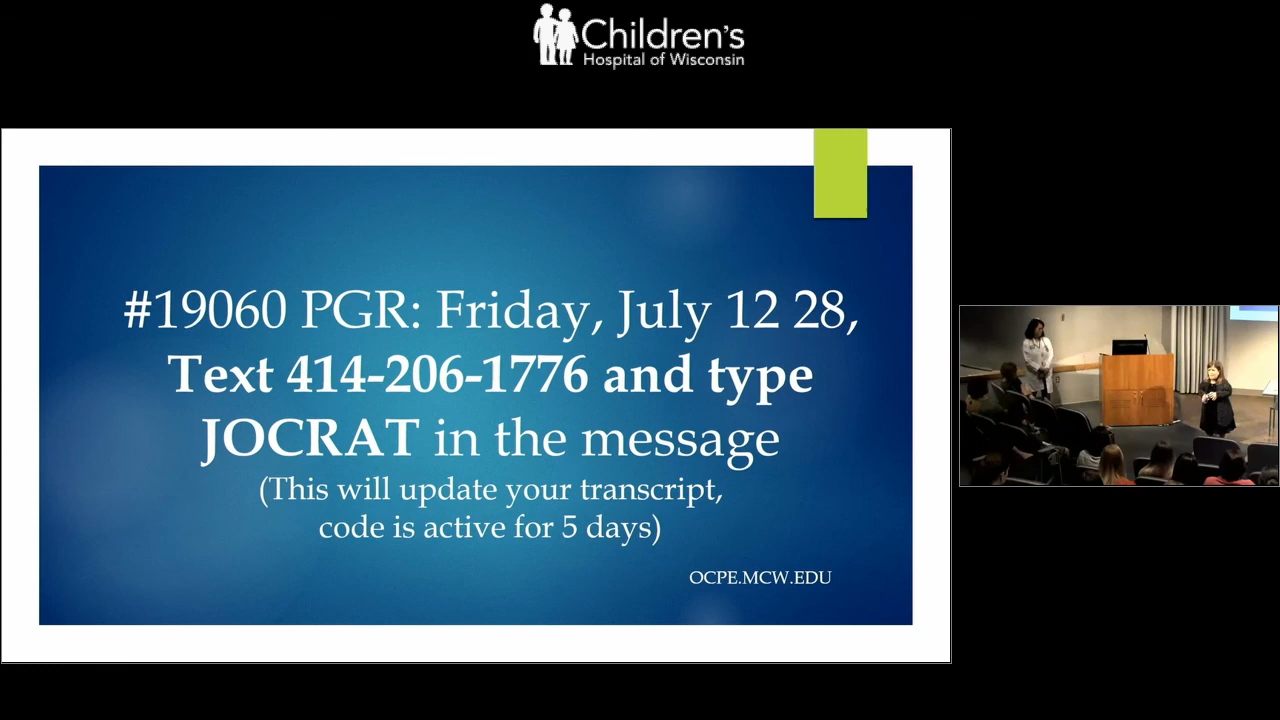 Children's
Hospital of Wisconsin
#19060 PGR: Friday, July 12 28,
Text 414-206-1776 and type
JOCRAT in the message
(This will update your transcript,
code is active for 5 days)
OCPE.MCW.EDU